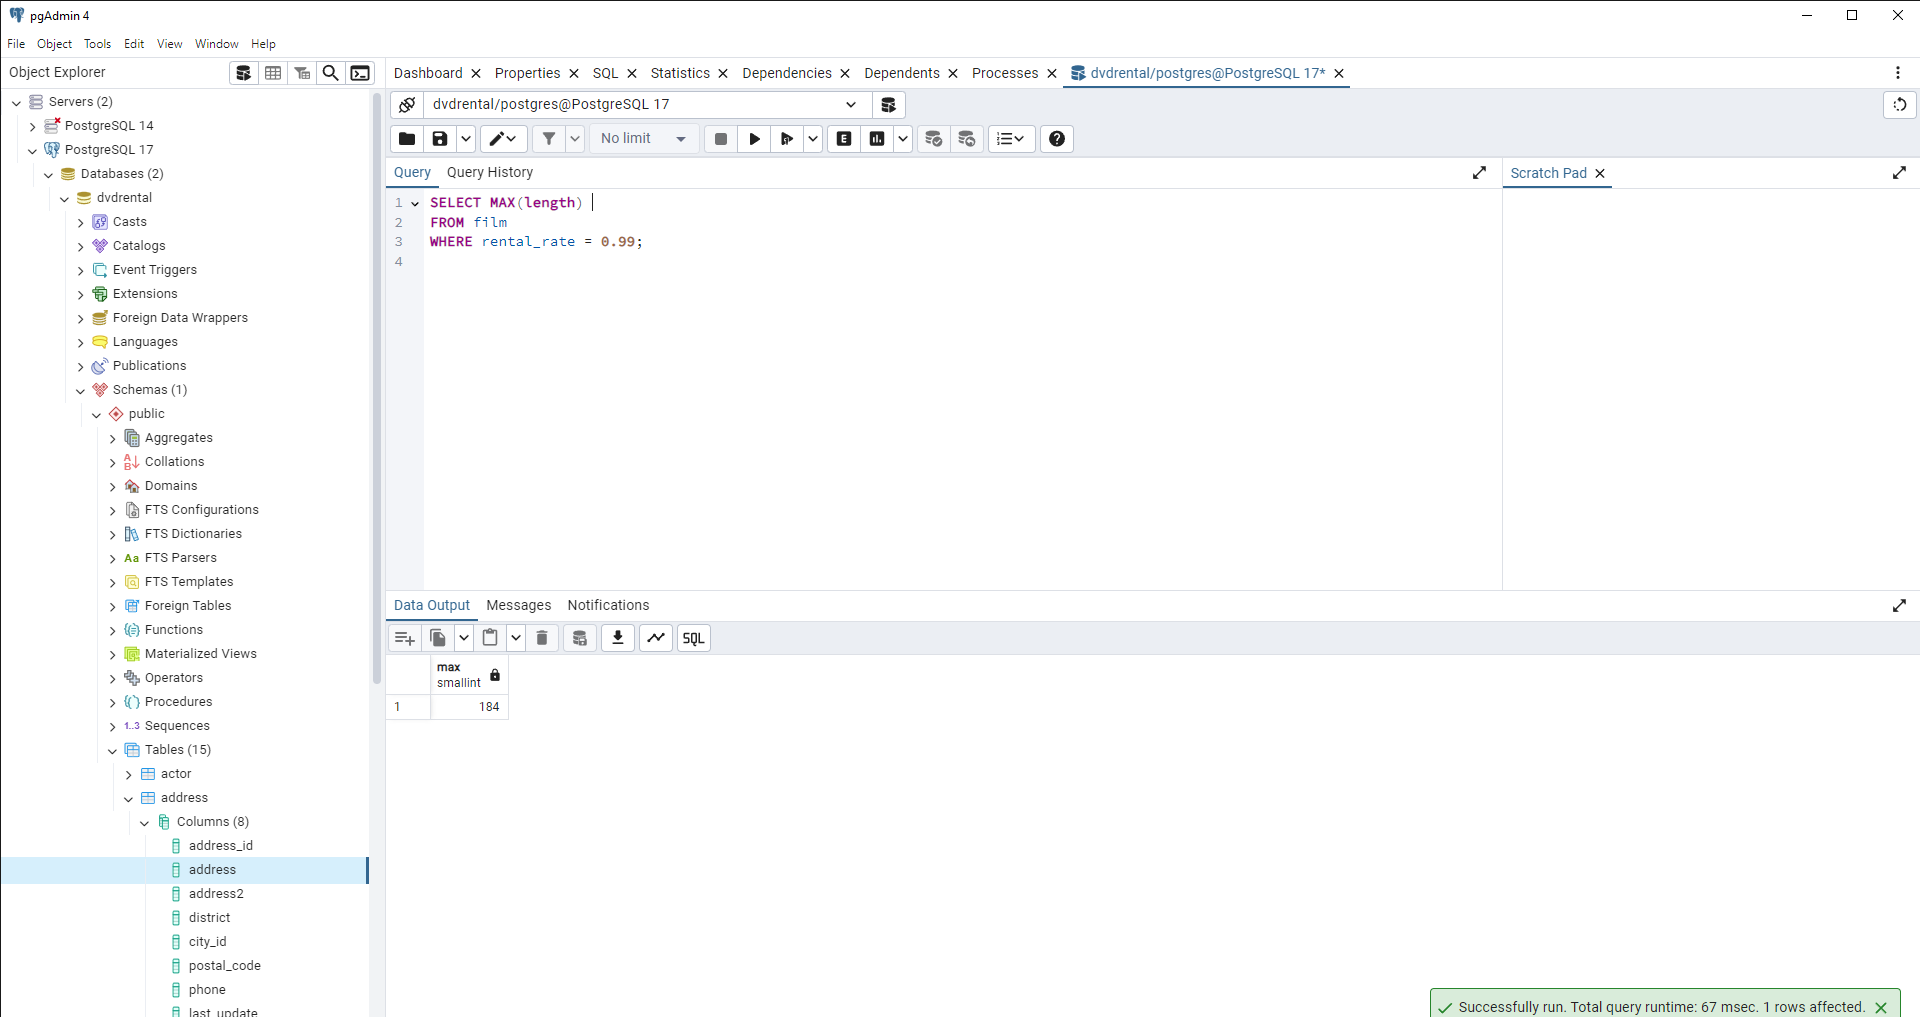 pgAdmin 4
File Object Tools Edit View Window Help
Object Explorer
Dashboard Properties SQL Statistics Dependencies Dependents Processes dvdrental/postgres@PostgreSQL 17*
Servers (2)
PostgreSQL 14
PostgreSQL 17
Databases (2)
dvdrental
Casts
Catalogs
Event Triggers
Extensions
Foreign Data Wrappers
Languages
Publications
Schemas (1)
public
Aggregates
Collations
Domains
FTS Configurations
FTS Dictionaries
Aa FTS Parsers
FTS Templates
Foreign Tables
Functions
Materialized Views
Operators
Procedures
1..3 Sequences
Tables (15)
actor
address
Columns (8)
address_id
address
address2
district
city_id
postal_code
phone
last_update
dvdrental/postgres@PostgreSQL 17
No limit
E
Query Query History
Scratch Pad
1 SELECT MAX(length)
2 FROM film
3 WHERE rental_rate = 0.99;
4
Data Output Messages Notifications
SQL
max
smallint
1 184
Successfully run. Total query runtime: 67 msec. 1 rows affected.